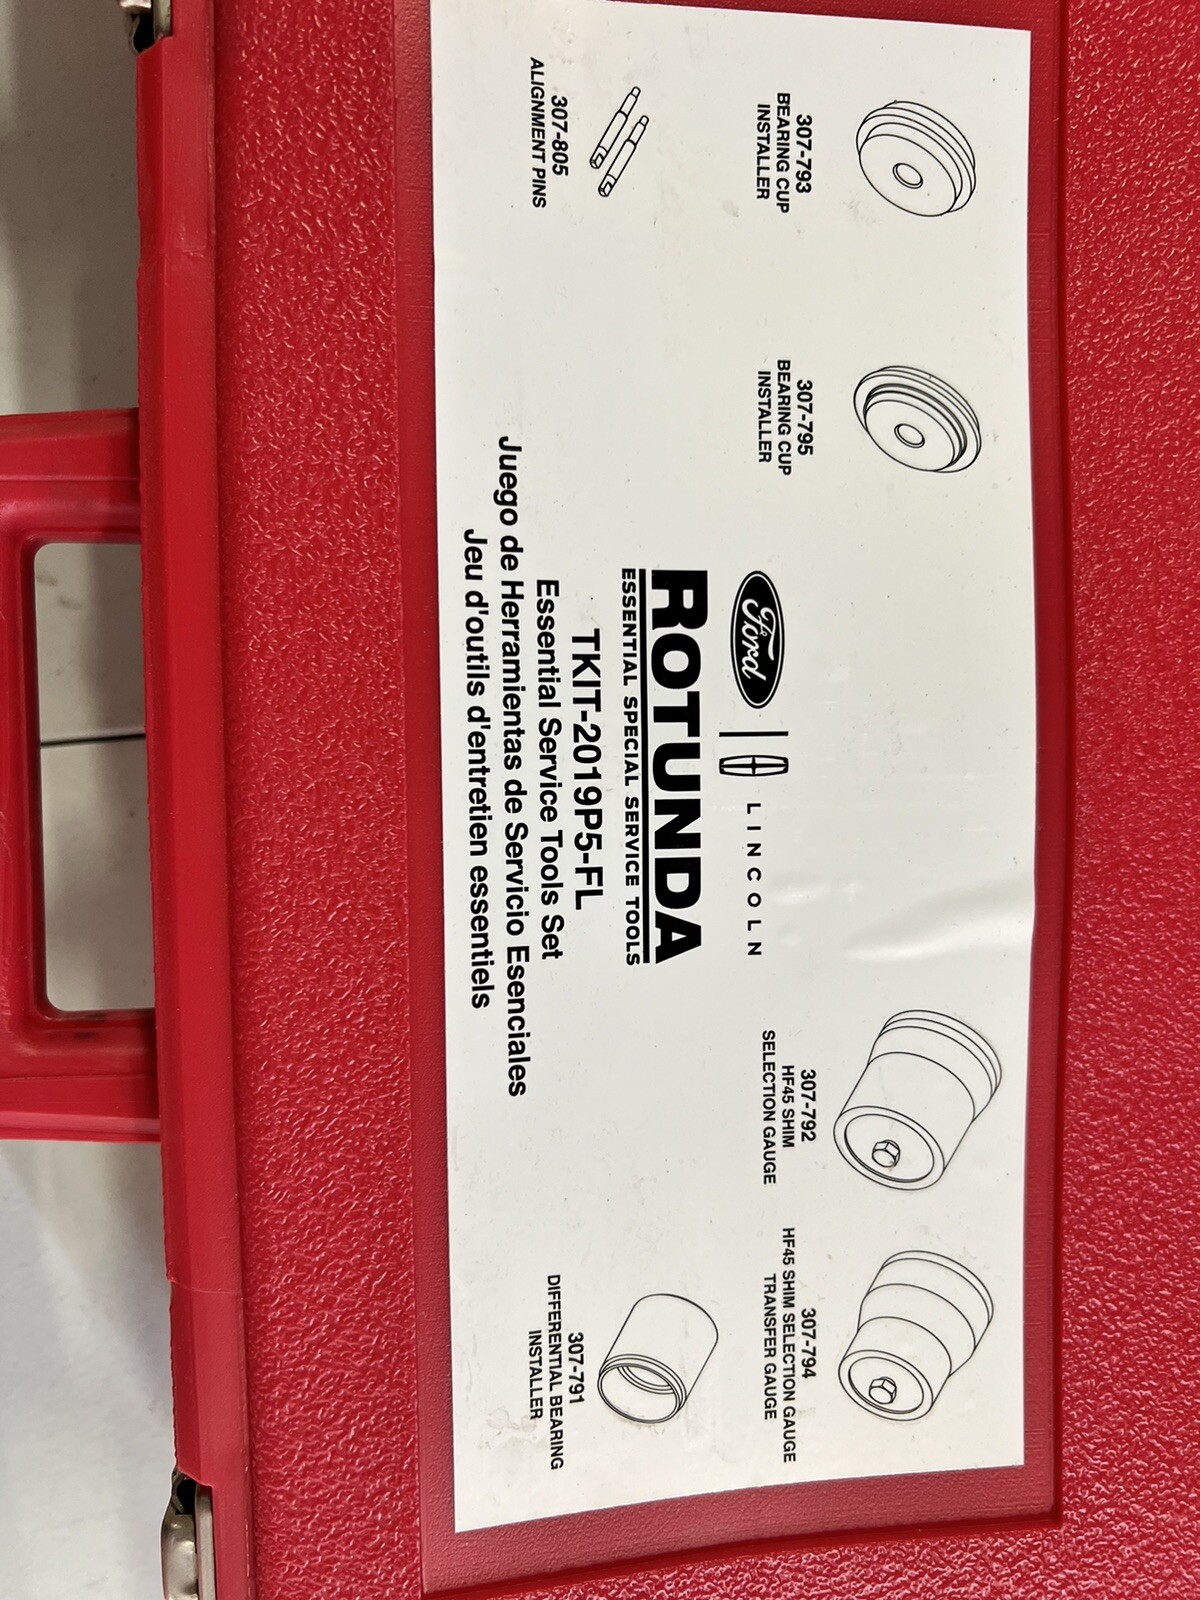 307-793
BEARING CUP
INSTALLER
307-795
BEARING CUP
INSTALLER
Ford
LINCOLN
ROTUNDA
ESSENTIAL SPECIAL SERVICE TOOLS
TKIT-2019P5-FL
Essential Service Tools Set
Juego de Herramientas de Servicio Esenciales
Jeu d'outils d'entretien essentiels
307-792
HF45 SHIM
SELECTION GAUGE
307-794
HF45 SHIM SELECTION GAUGE
TRANSFER GAUGE
307-805
ALIGNMENT PINS
307-791
DIFFERENTIAL BEARING
INSTALLER